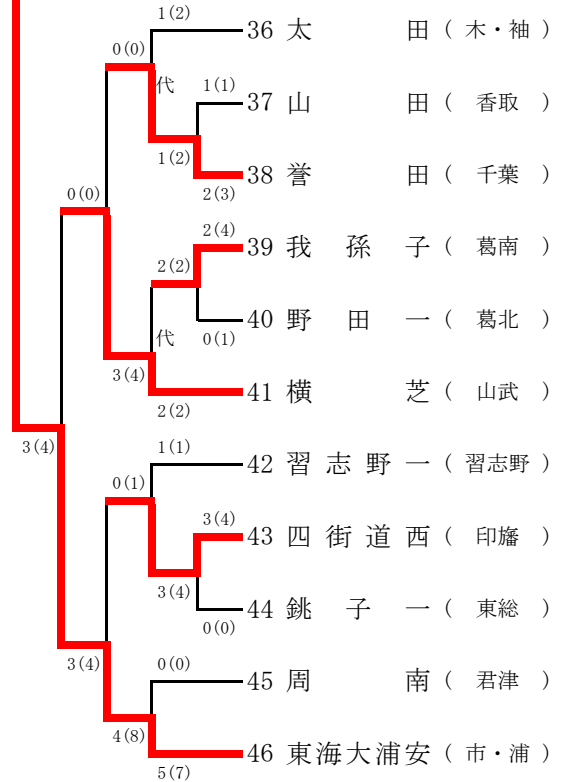 1(2)
36 太 田 ( 木・袖 )
0(0)
代
1(1)
37 山 田 ( 香取 )
1(2)
38 誉 田 ( 千葉 )
2(3)
0(0)
2(4)
39 我 孫 子 ( 葛南 )
2(2)
40 野 田 一 ( 葛北 )
代
0(1)
3(4)
41 横 芝 ( 山武 )
2(2)
3(4)
1(1)
42 習 志 野 一 ( 習志野 )
0(1)
3(4)
43 四 街 道 西 ( 印旛 )
3(4)
44 銚 子 一 ( 東総 )
0(0)
3(4)
0(0)
45 周 南 ( 君津 )
4(8)
46 東海大浦安 ( 市・浦 )
5(7)